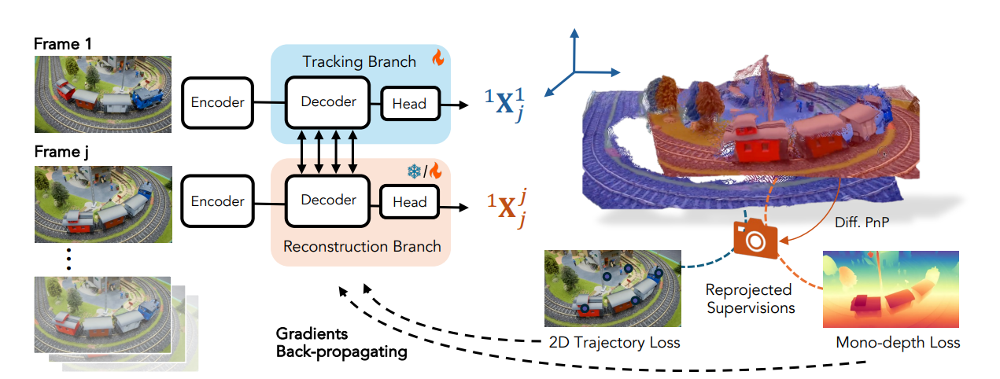 Frame 1
Tracking Branch
Encoder
Decoder
Head
¹X¹ⱼ
Frame j
Encoder
Decoder
Head
¹Xʲⱼ
/
Reconstruction Branch
Diff. PnP
Reprojected
Supervisions
Gradients
Back-propagating
2D Trajectory Loss
Mono-depth Loss